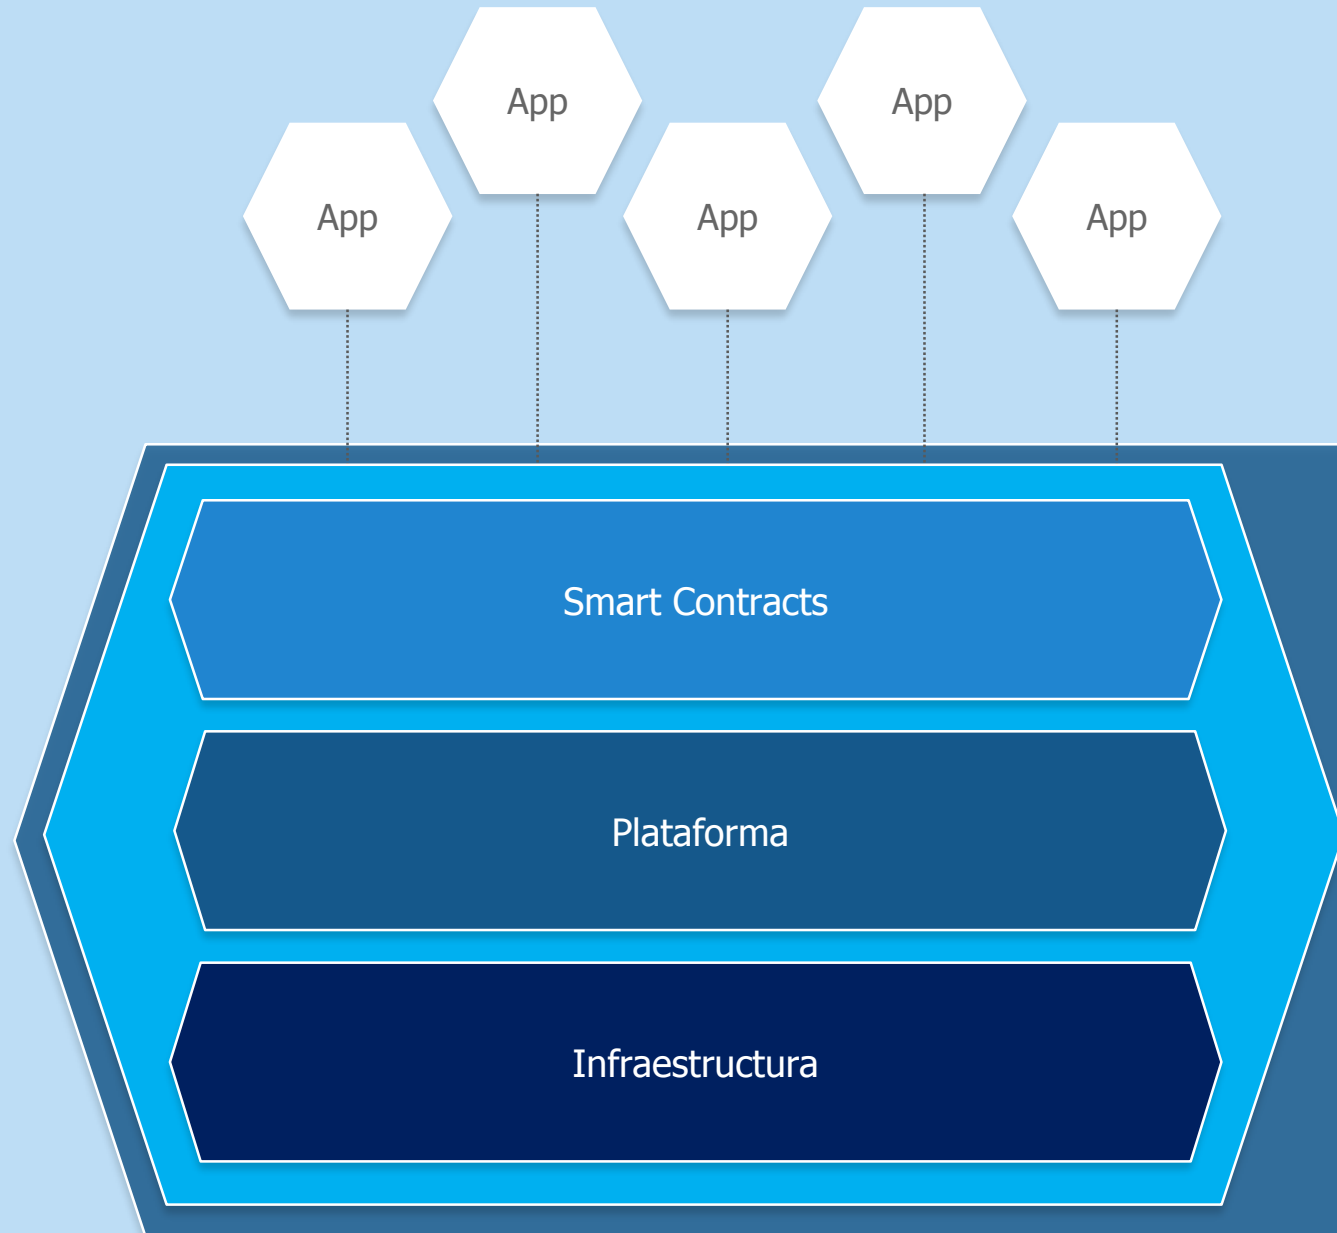 App
App
App
App
App
Smart Contracts
Plataforma
Infraestructura